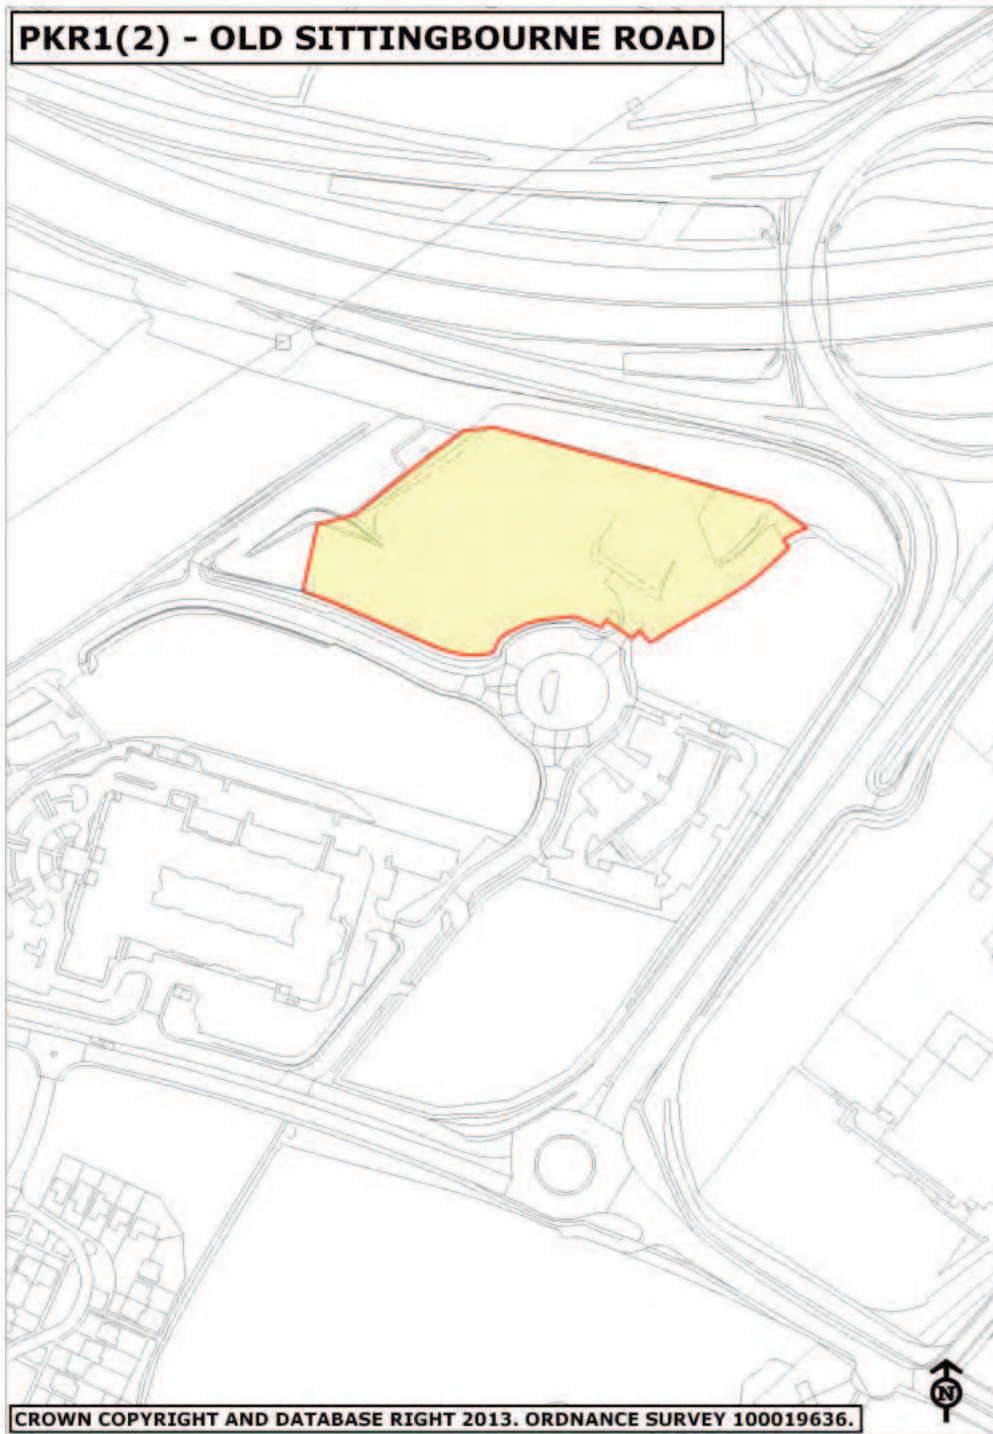 PKR1(2) - OLD SITTINGBOURNE ROAD
N
CROWN COPYRIGHT AND DATABASE RIGHT 2013. ORDNANCE SURVEY 100019636.